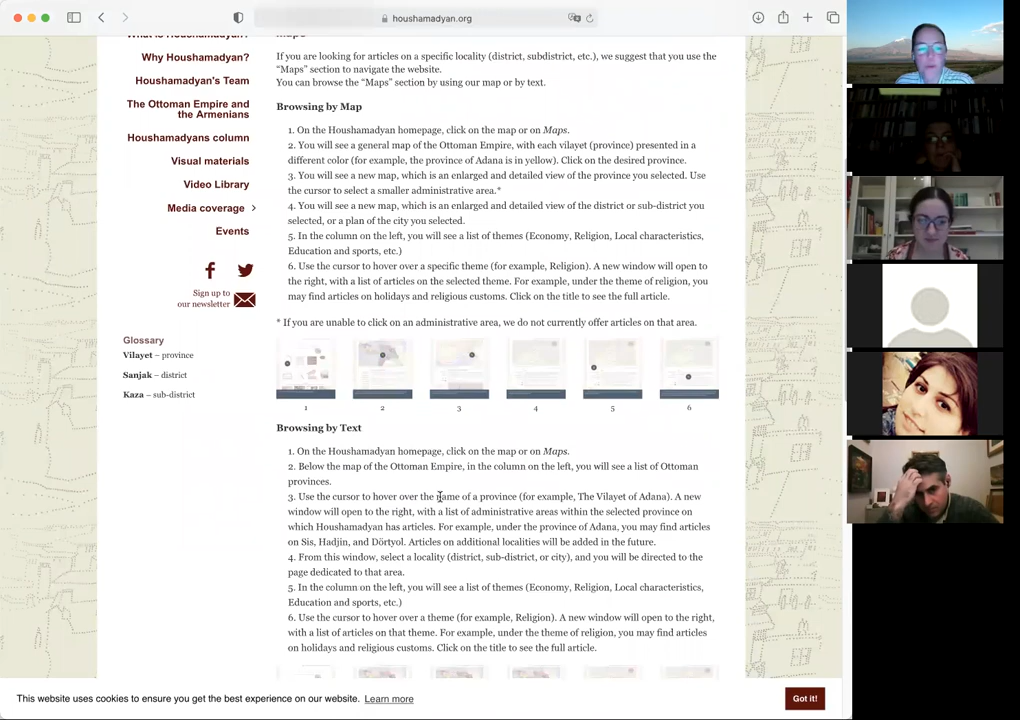 houshamadyan.org
What is Houshamadyan?
Why Houshamadyan?
Houshamadyan's Team
The Ottoman Empire and
the Armenians
Houshamadyans column
Visual materials
Video Library
Media coverage
Events
Sign up to
our newsletter
Glossary
Vilayet – province
Sanjak – district
Kaza – sub-district
Maps
If you are looking for articles on a specific locality (district, subdistrict, etc.), we suggest that you use the
“Maps” section to navigate the website.
You can browse the “Maps” section by using our map or by text.
Browsing by Map
1. On the Houshamadyan homepage, click on the map or on Maps.
2. You will see a general map of the Ottoman Empire, with each vilayet (province) presented in a
different color (for example, the province of Adana is in yellow). Click on the desired province.
3. You will see a new map, which is an enlarged and detailed view of the province you selected. Use
the cursor to select a smaller administrative area.*
4. You will see a new map, which is an enlarged and detailed view of the district or sub-district you
selected, or a plan of the city you selected.
5. In the column on the left, you will see a list of themes (Economy, Religion, Local characteristics,
Education and sports, etc.)
6. Use the cursor to hover over a specific theme (for example, Religion). A new window will open to
the right, with a list of articles on the selected theme. For example, under the theme of religion, you
may find articles on holidays and religious customs. Click on the title to see the full article.
* If you are unable to click on an administrative area, we do not currently offer articles on that area.
1 2 3 4 5 6
Browsing by Text
1. On the Houshamadyan homepage, click on the map or on Maps.
2. Below the map of the Ottoman Empire, in the column on the left, you will see a list of Ottoman
provinces.
3. Use the cursor to hover over the name of a province (for example, The Vilayet of Adana). A new
window will open to the right, with a list of administrative areas within the selected province on
which Houshamadyan has articles. For example, under the province of Adana, you may find articles
on Sis, Hadjin, and Dörtyol. Articles on additional localities will be added in the future.
4. From this window, select a locality (district, sub-district, or city), and you will be directed to the
page dedicated to that area.
5. In the column on the left, you will see a list of themes (Economy, Religion, Local characteristics,
Education and sports, etc.)
6. Use the cursor to hover over a theme (for example, Religion). A new window will open to the right,
with a list of articles on that theme. For example, under the theme of religion, you may find articles
on holidays and religious customs. Click on the title to see the full article.
This website uses cookies to ensure you get the best experience on our website. Learn more
Got it!